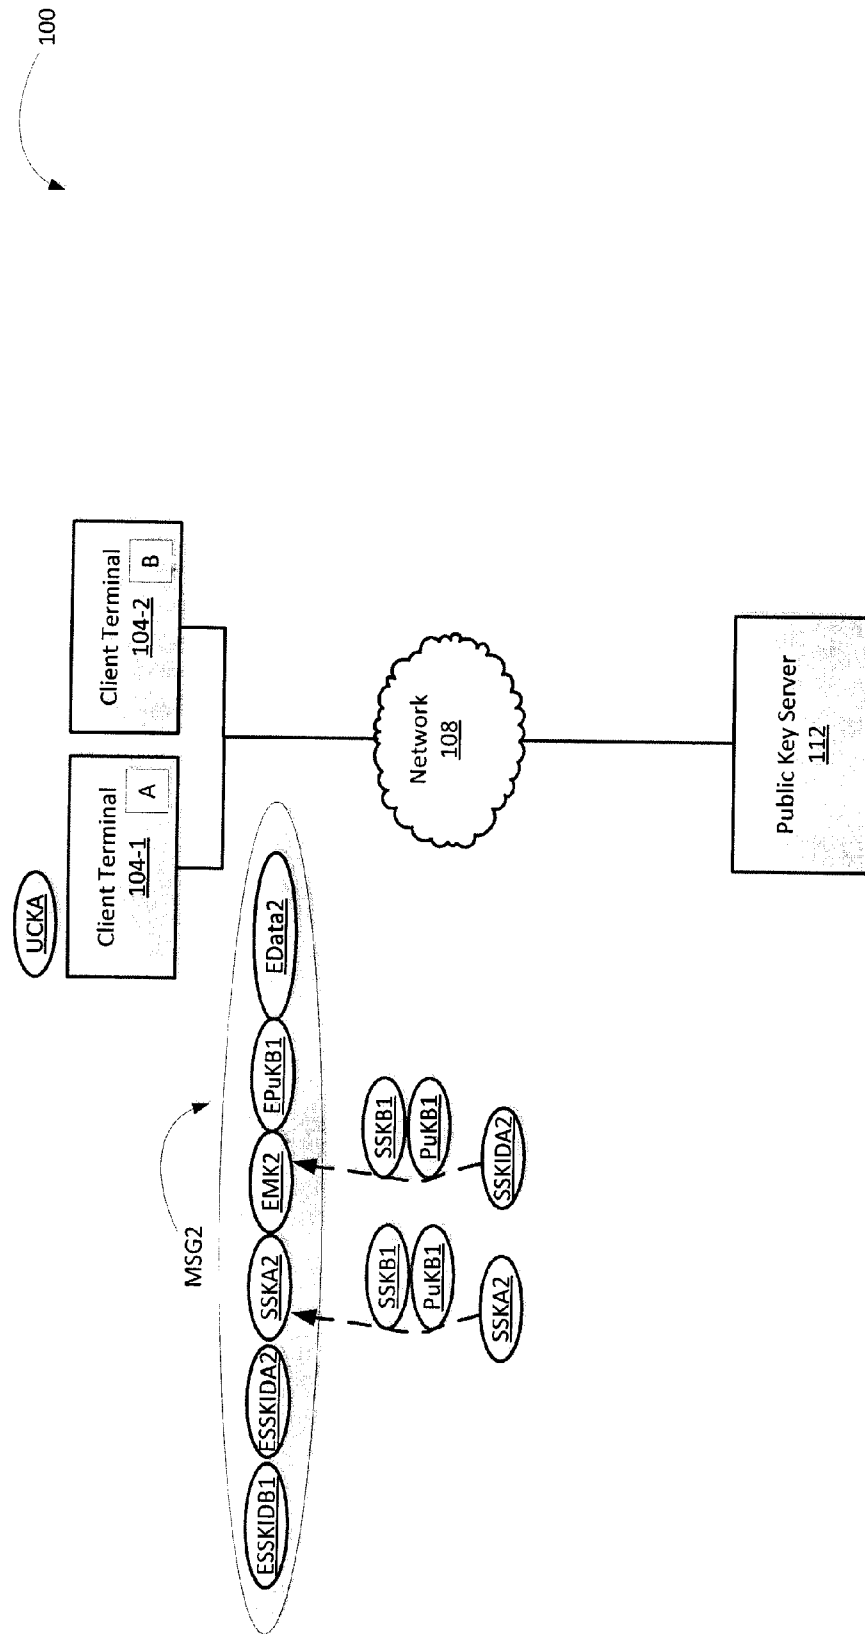 100
UCKA
Client Terminal
104-1
A
Client Terminal
104-2
B
MSG2
ESSKIDB1
ESSKIDA2
SSKA2
EMK2
EPuKB1
EData2
SSKB1
PuKB1
SSKA2
SSKB1
PuKB1
SSKIDA2
Network
108
Public Key Server
112